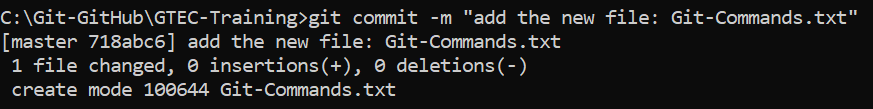 C:\Git-GitHub\GTEC-Training>git commit -m "add the new file: Git-Commands.txt"
[master 718abc6] add the new file: Git-Commands.txt
 1 file changed, 0 insertions(+), 0 deletions(-)
 create mode 100644 Git-Commands.txt